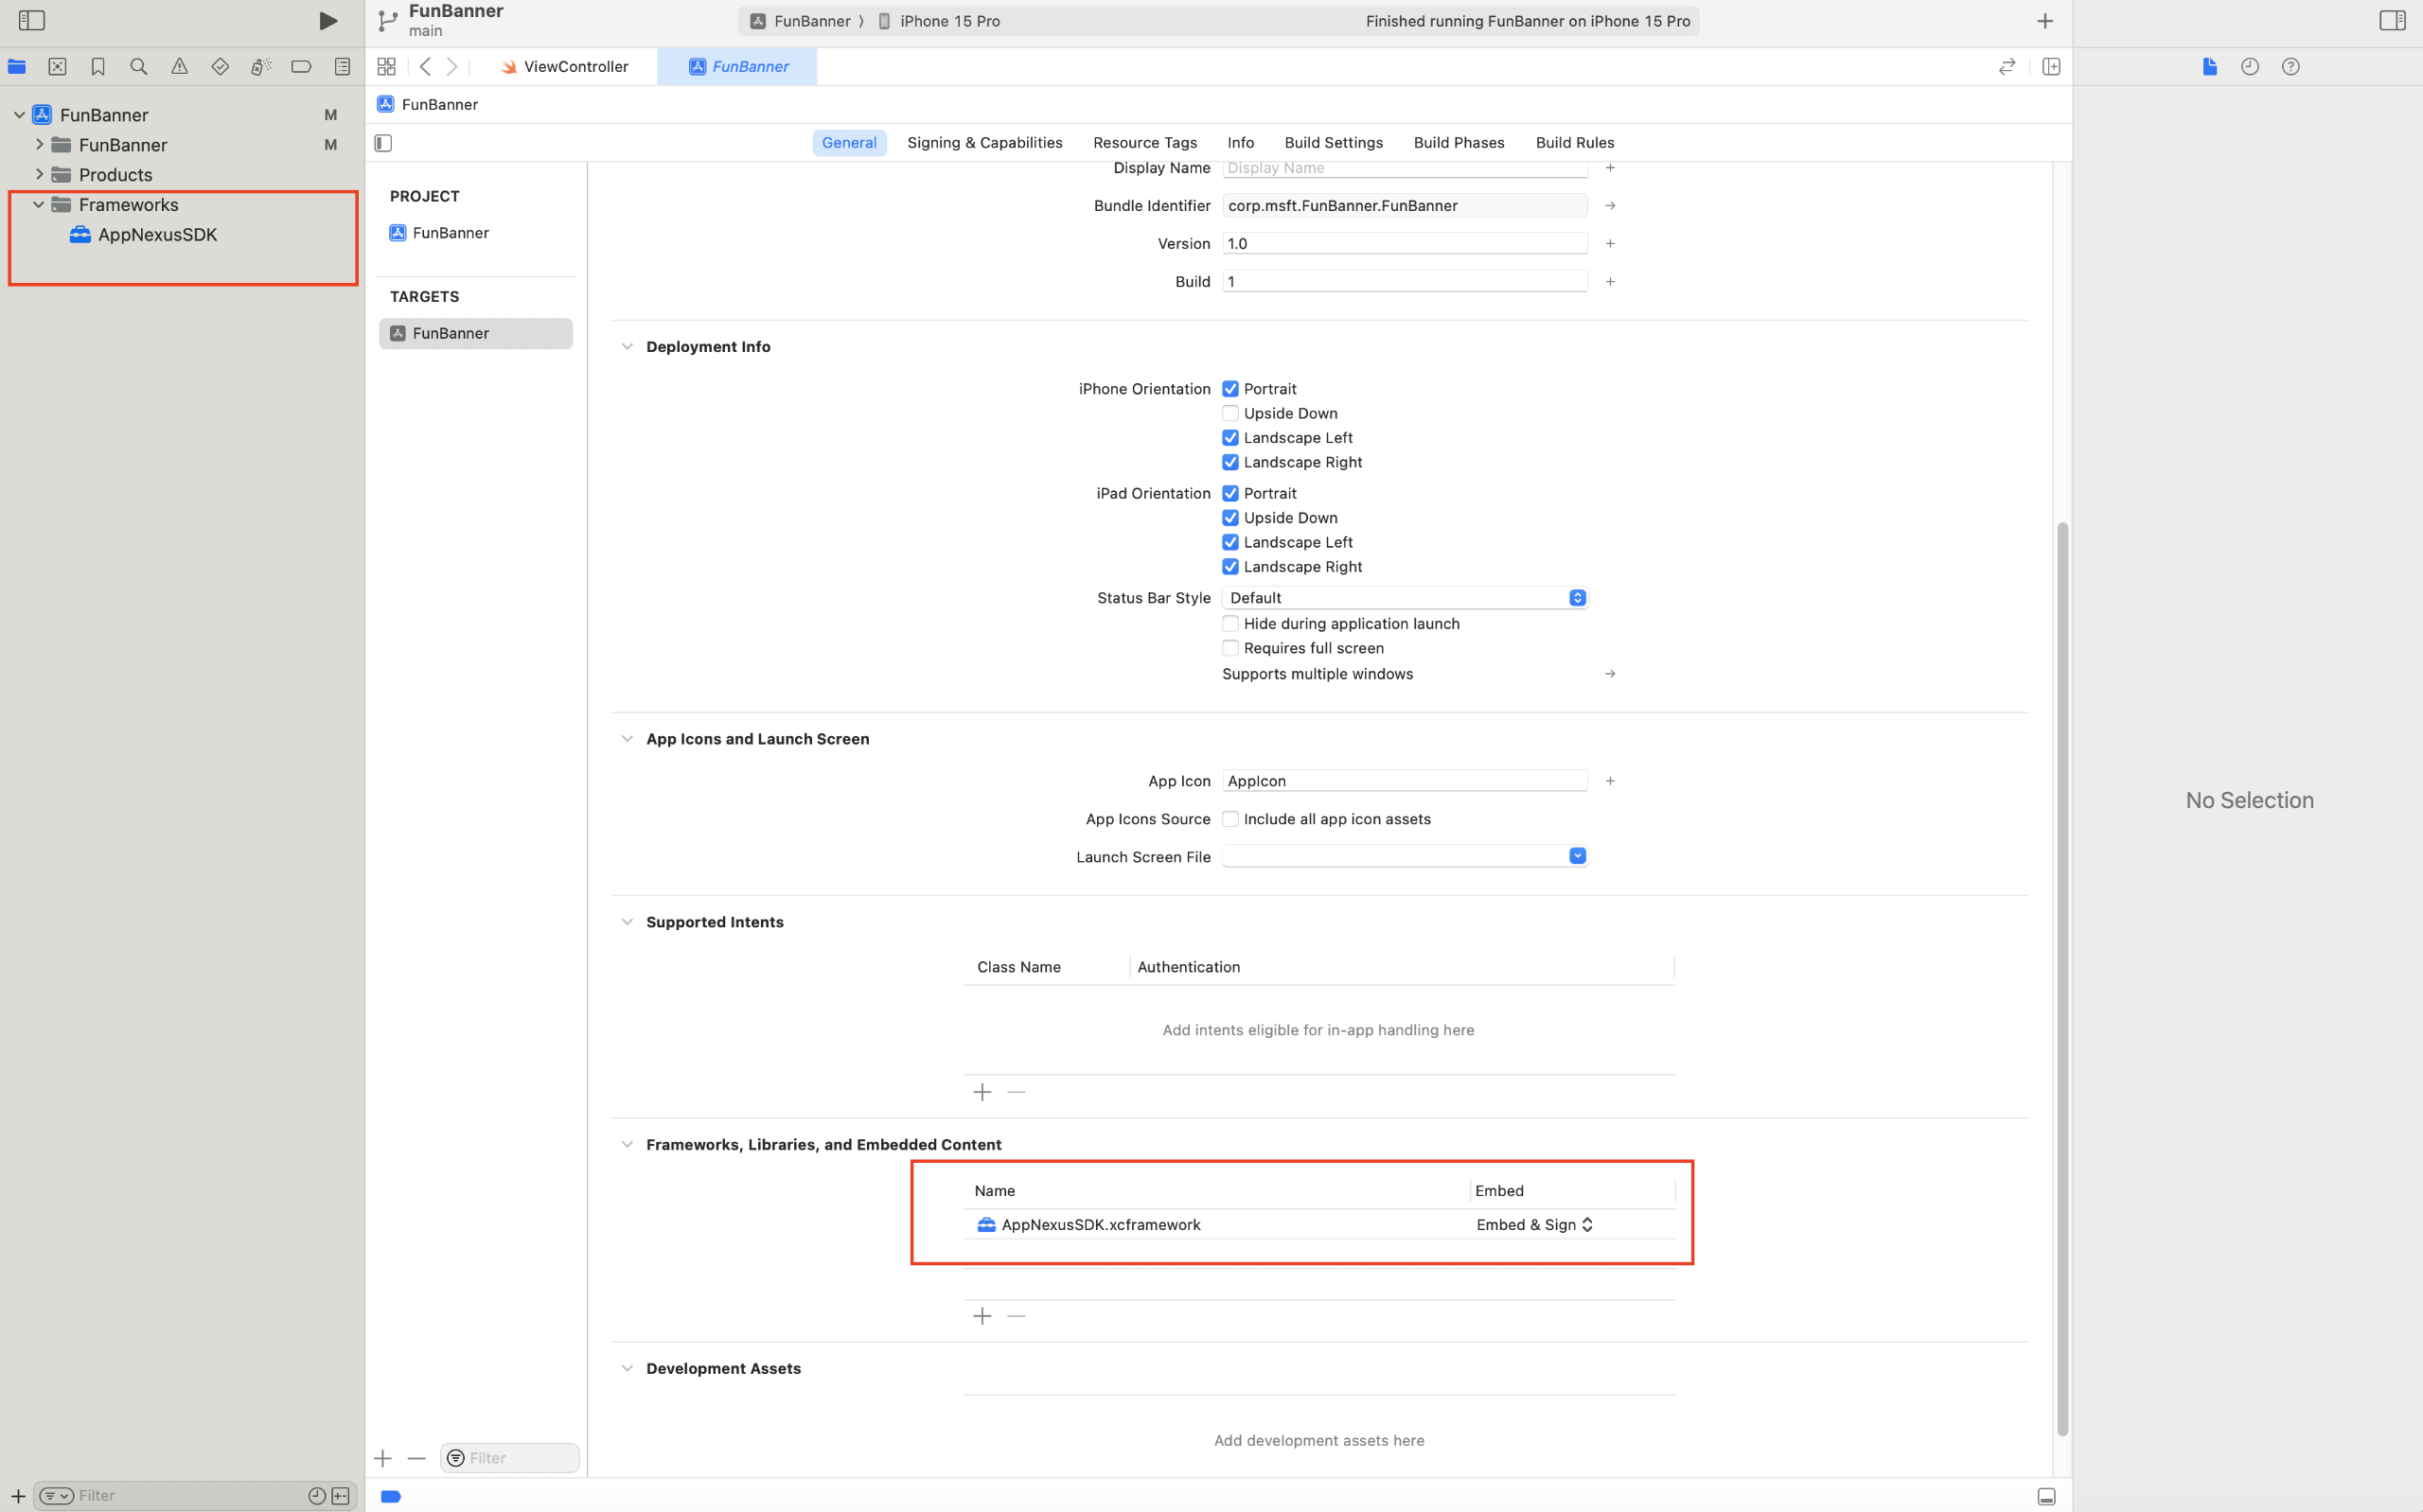 FunBanner
main
FunBanner
iPhone 15 Pro
Finished running FunBanner on iPhone 15 Pro
ViewController
FunBanner
FunBanner
FunBanner M
FunBanner M
Products
Frameworks
AppNexusSDK
General
Signing & Capabilities
Resource Tags
Info
Build Settings
Build Phases
Build Rules
PROJECT
FunBanner
TARGETS
FunBanner
Display Name Display Name
Bundle Identifier corp.msft.FunBanner.FunBanner
Version 1.0
Build 1
Deployment Info
iPhone Orientation Portrait
Upside Down
Landscape Left
Landscape Right
iPad Orientation Portrait
Upside Down
Landscape Left
Landscape Right
Status Bar Style Default
Hide during application launch
Requires full screen
Supports multiple windows
App Icons and Launch Screen
App Icon AppIcon
App Icons Source Include all app icon assets
Launch Screen File
Supported Intents
Class Name Authentication
Add intents eligible for in-app handling here
Frameworks, Libraries, and Embedded Content
Name Embed
AppNexusSDK.xcframework Embed & Sign
Development Assets
Add development assets here
Filter
Filter
No Selection